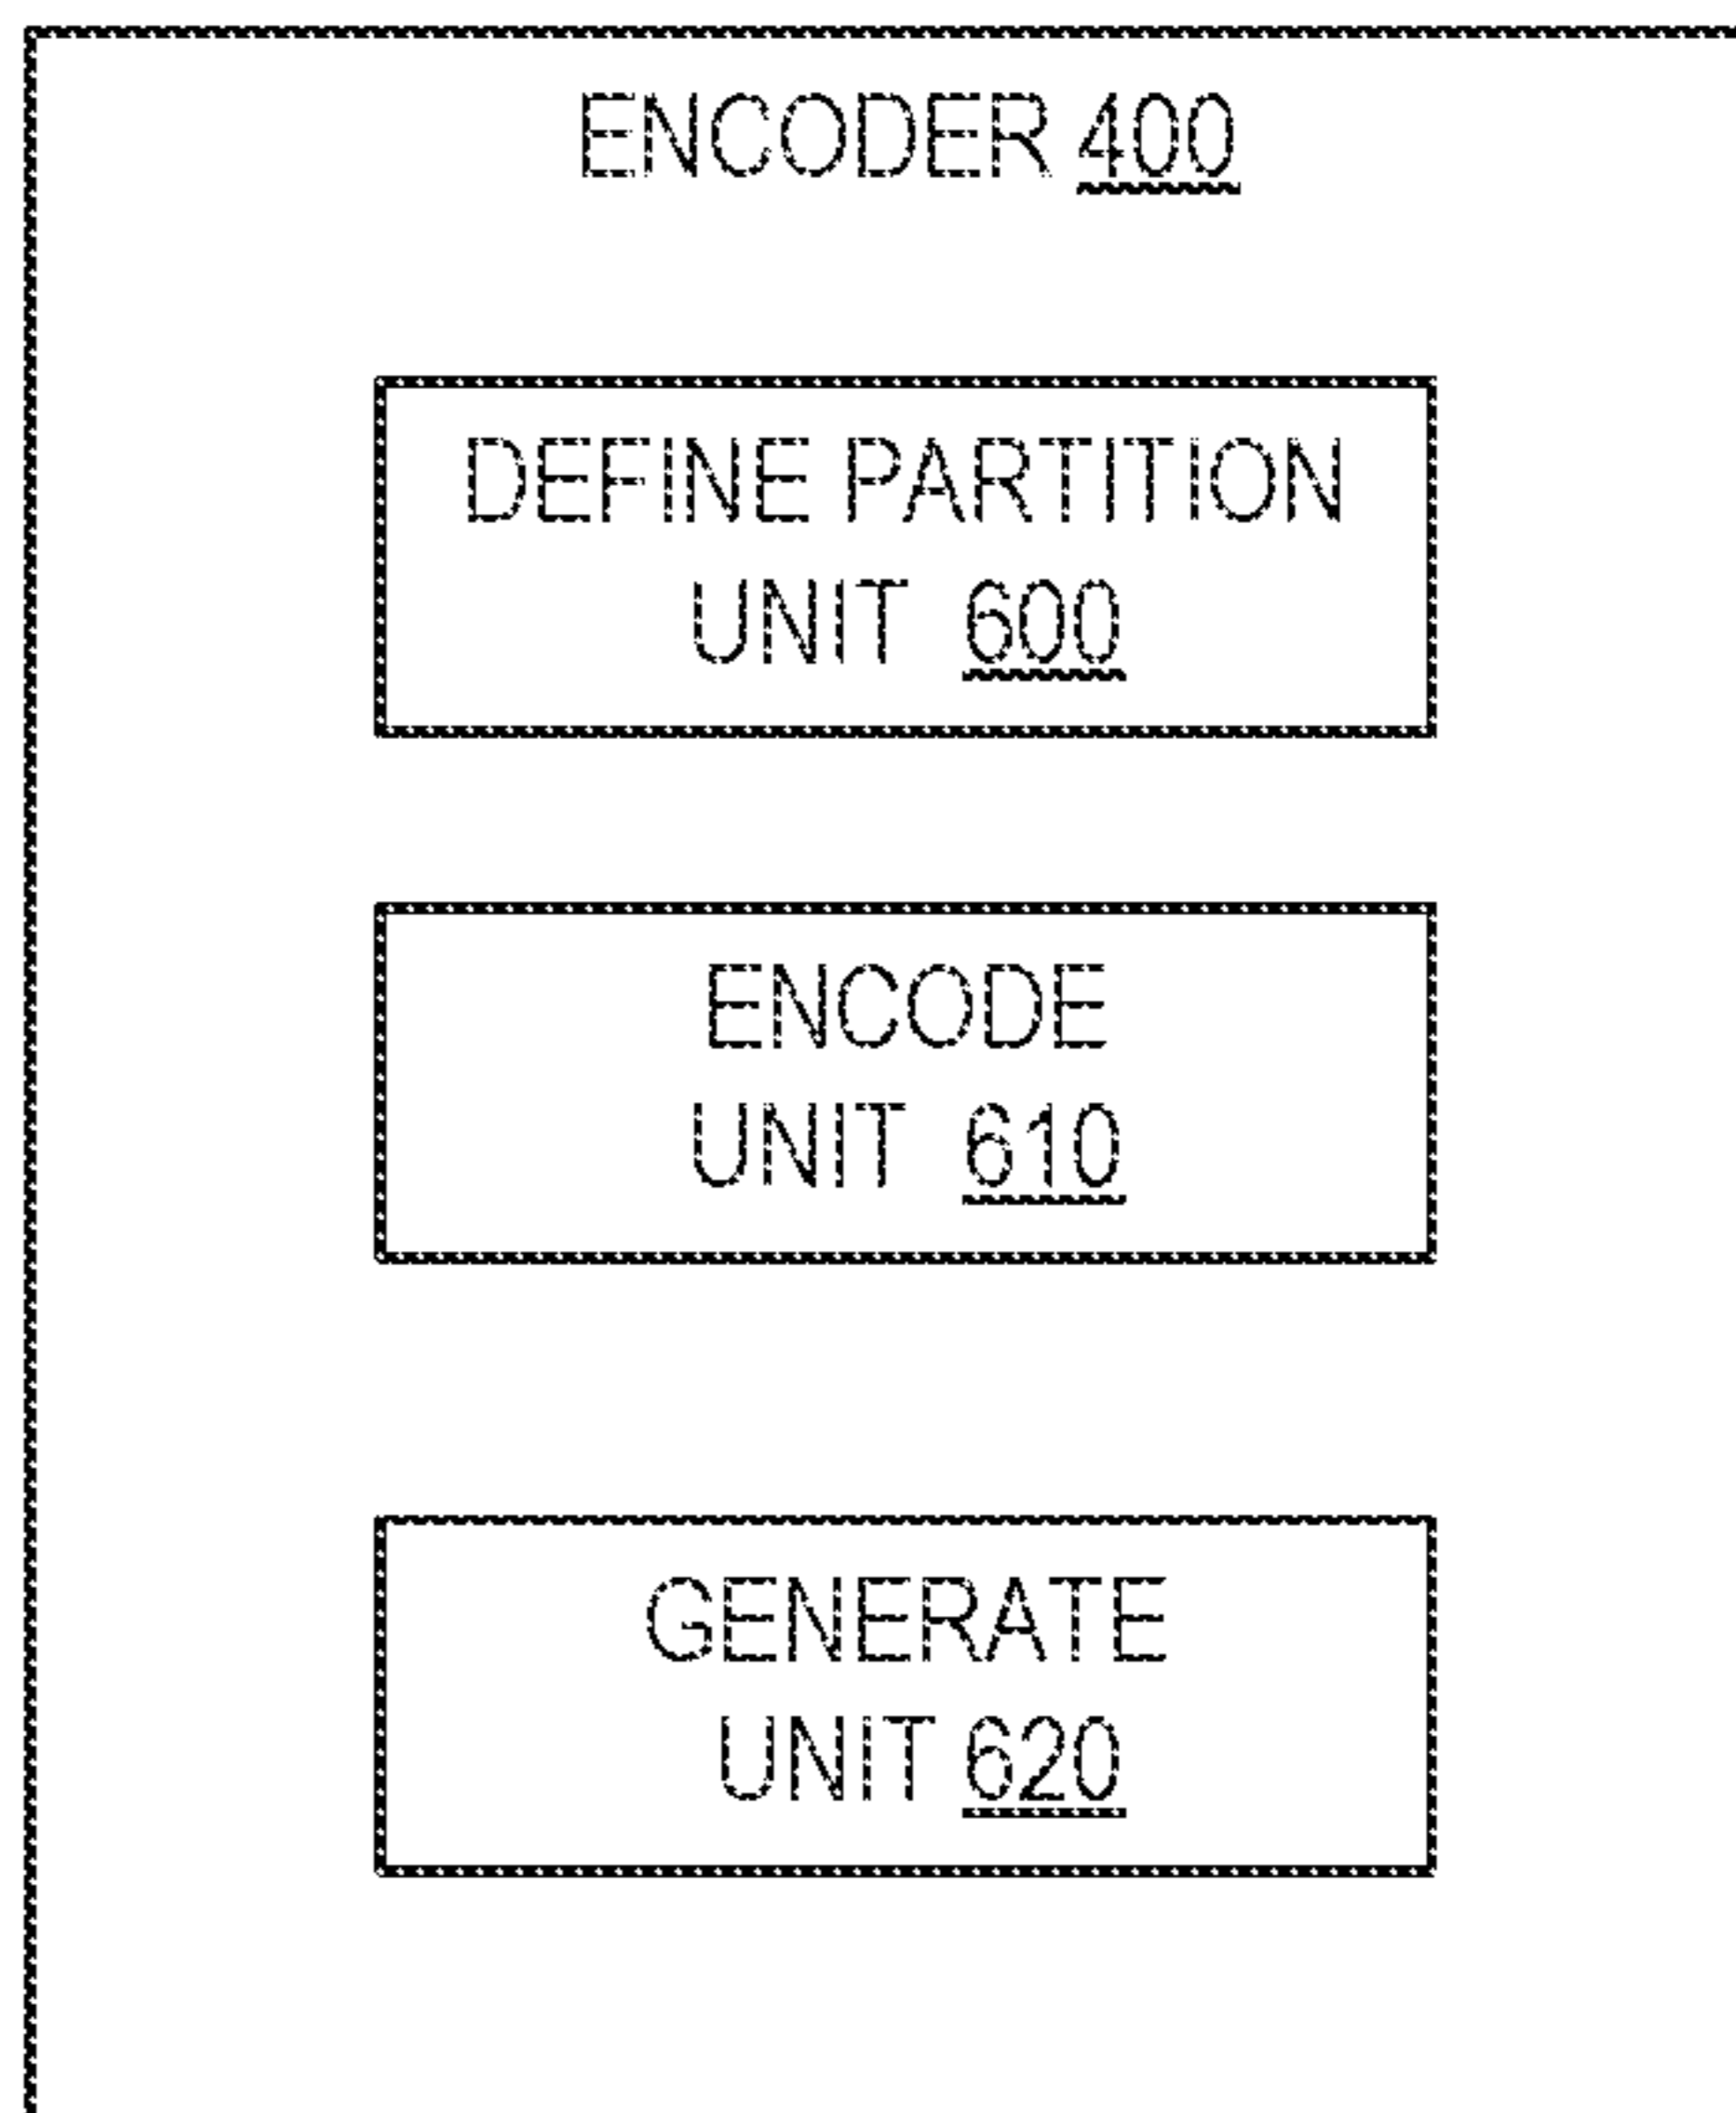 ENCODER 400
DEFINE PARTITION
UNIT 600
ENCODE
UNIT 610
GENERATE
UNIT 620